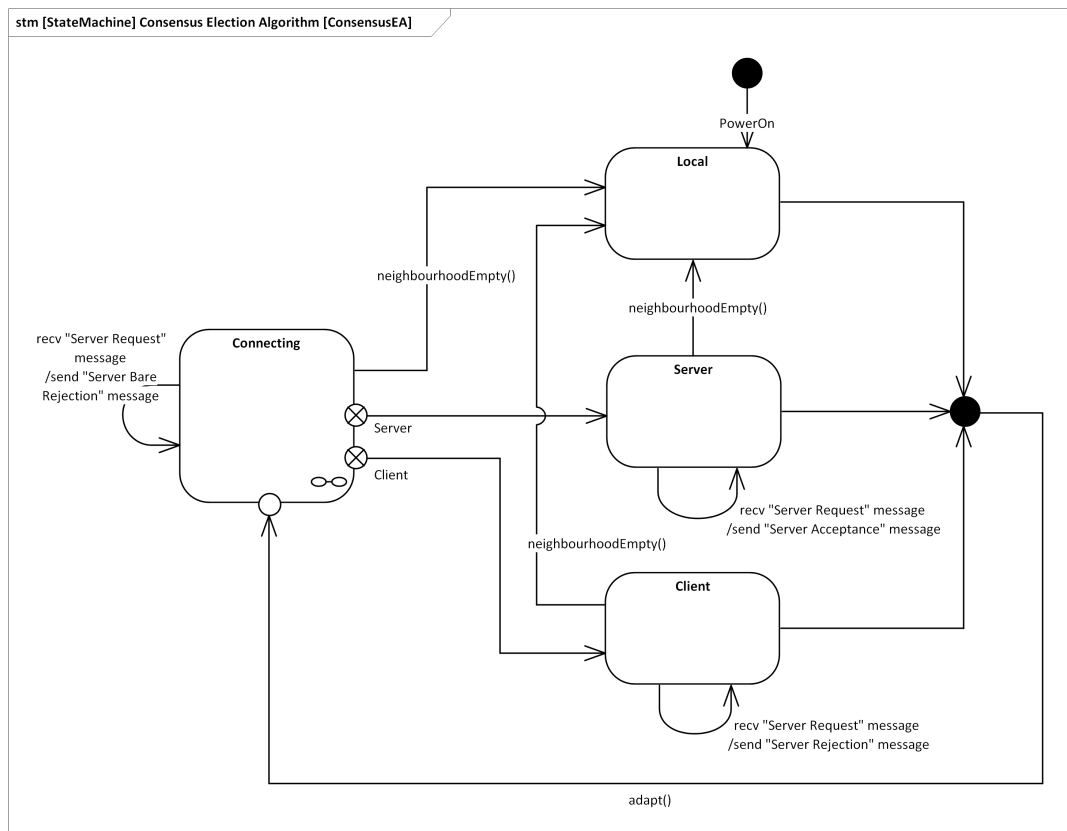 stm [StateMachine] Consensus Election Algorithm [ConsensusEA]
PowerOn
Local
neighbourhoodEmpty()
neighbourhoodEmpty()
recv "Server Request"
message
/send "Server Bare
Rejection" message
Connecting
Server
Server
Client
recv "Server Request" message
/send "Server Acceptance" message
neighbourhoodEmpty()
Client
recv "Server Request" message
/send "Server Rejection" message
adapt()